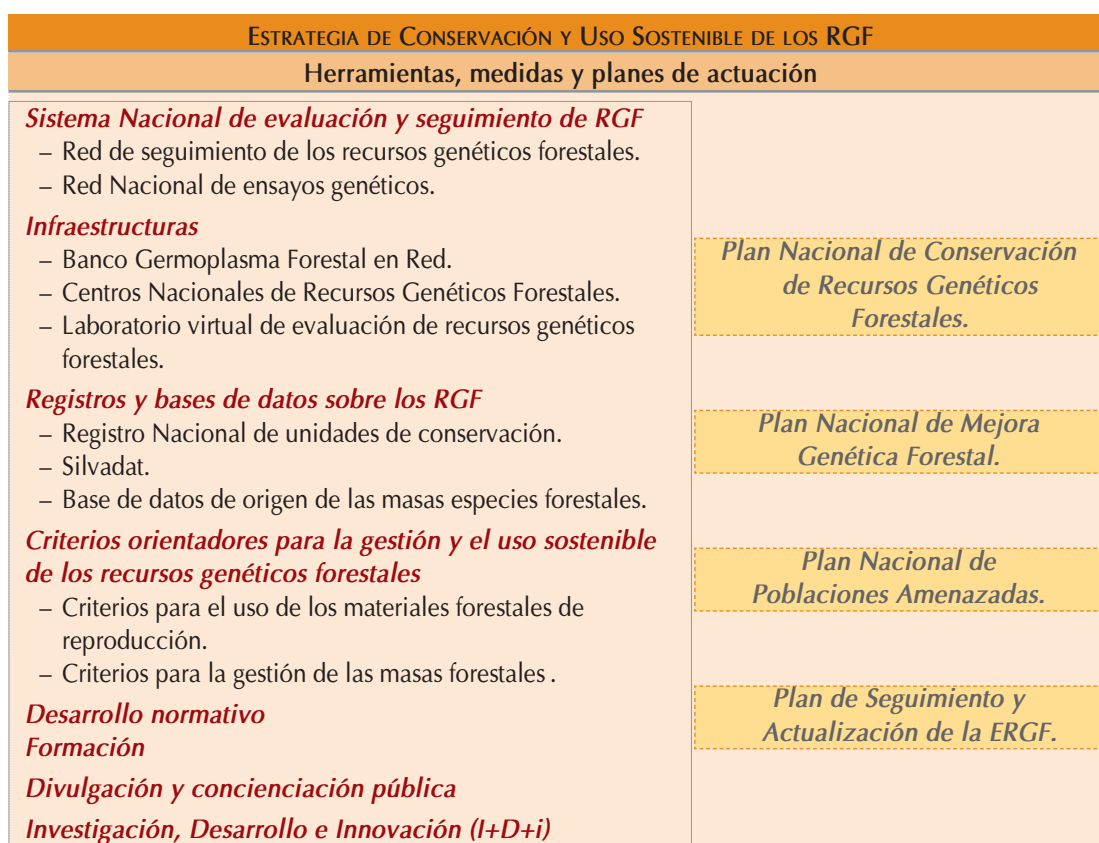 ESTRATEGIA DE CONSERVACIÓN Y USO SOSTENIBLE DE LOS RGF
Herramientas, medidas y planes de actuación
Sistema Nacional de evaluación y seguimiento de RGF
– Red de seguimiento de los recursos genéticos forestales.
– Red Nacional de ensayos genéticos.
Infraestructuras
– Banco Germoplasma Forestal en Red.
– Centros Nacionales de Recursos Genéticos Forestales.
– Laboratorio virtual de evaluación de recursos genéticos
forestales.
Registros y bases de datos sobre los RGF
– Registro Nacional de unidades de conservación.
– Silvadat.
– Base de datos de origen de las masas especies forestales.
Criterios orientadores para la gestión y el uso sostenible
de los recursos genéticos forestales
– Criterios para el uso de los materiales forestales de
reproducción.
– Criterios para la gestión de las masas forestales .
Desarrollo normativo
Formación
Divulgación y concienciación pública
Investigación, Desarrollo e Innovación (I+D+i)
Plan Nacional de Conservación
de Recursos Genéticos
Forestales.
Plan Nacional de Mejora
Genética Forestal.
Plan Nacional de
Poblaciones Amenazadas.
Plan de Seguimiento y
Actualización de la ERGF.